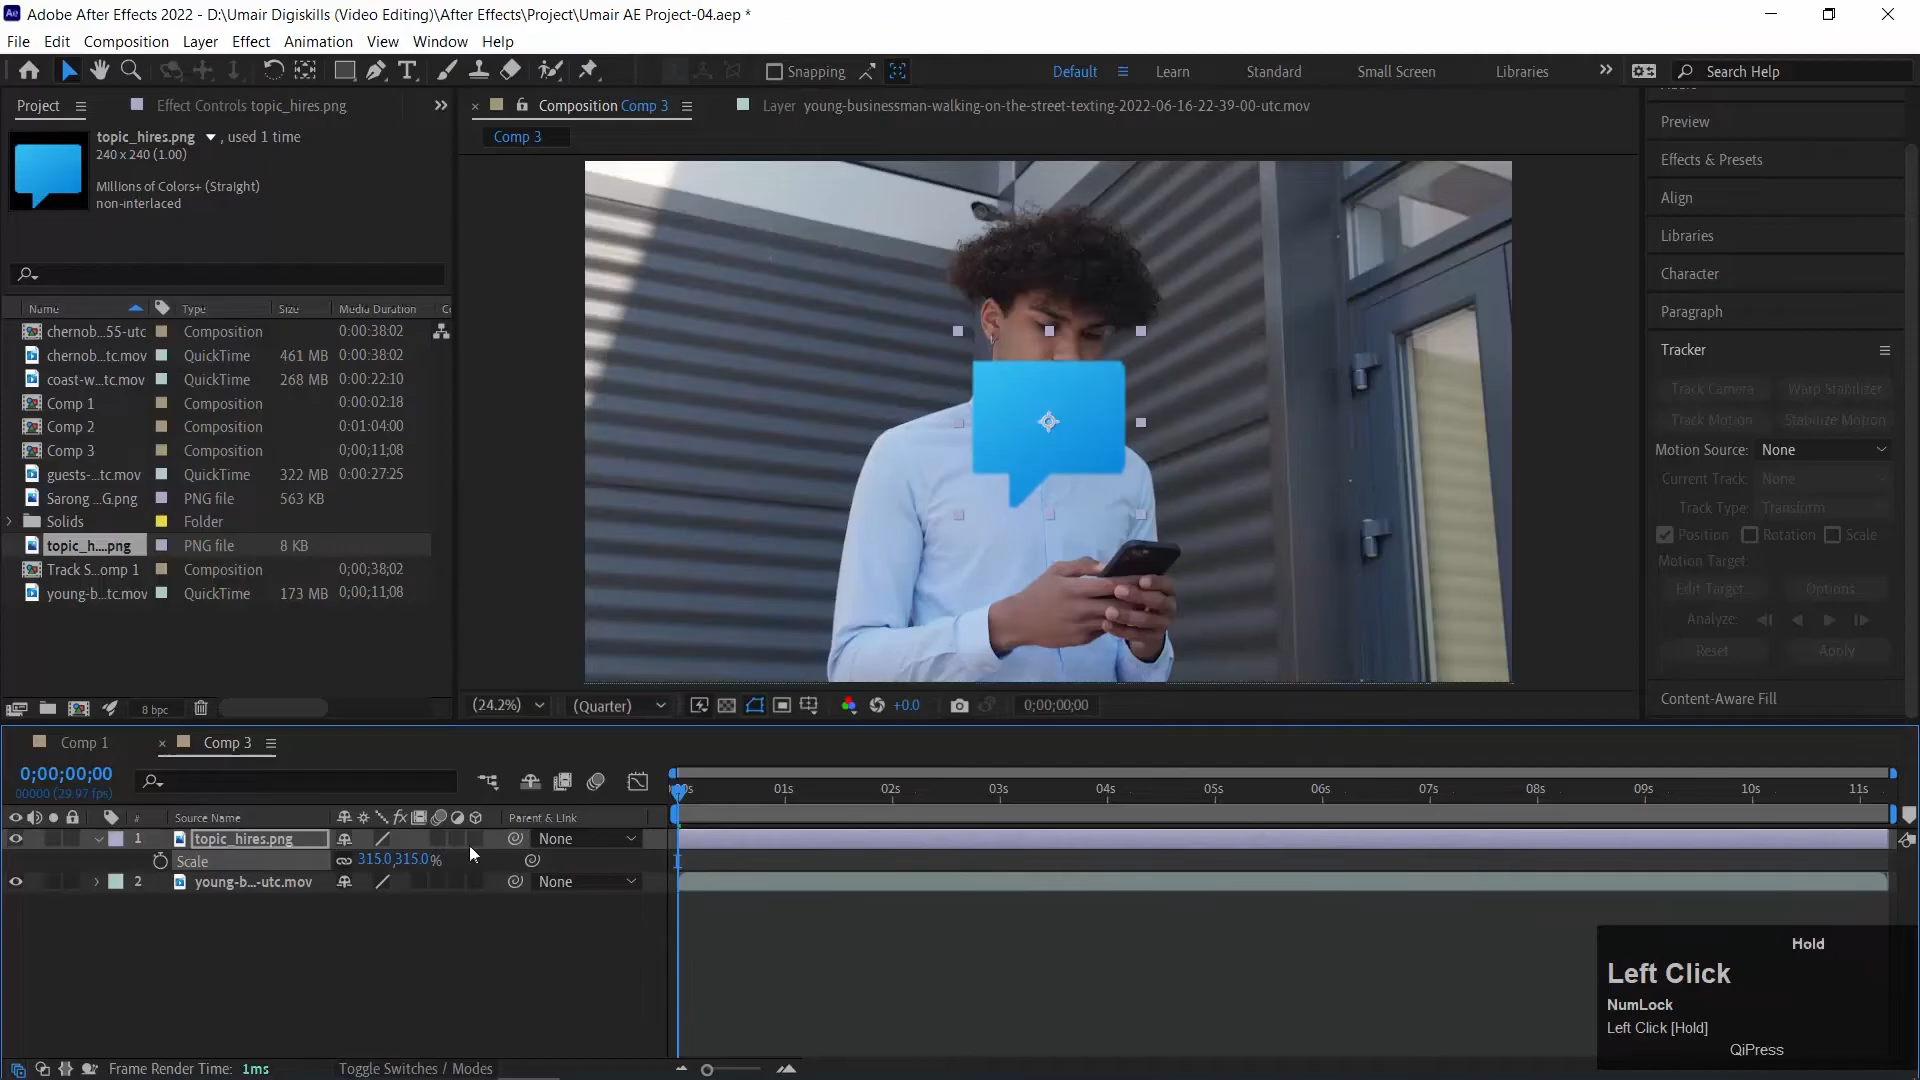 Adobe After Effects 2022 - D:\Umair Digiskills (Video Editing)\After Effects\Project\Umair AE Project-04.aep *
File Edit Composition Layer Effect Animation View Window Help
Snapping
Default Learn Standard Small Screen Libraries
Search Help
Project
Effect Controls topic_hires.png
Composition Comp 3
Layer young-businessman-walking-on-the-street-texting-2022-06-16-22-39-00-utc.mov
Comp 3
topic_hires.png , used 1 time
240 x 240 (1.00)
Millions of Colors+ (Straight)
non-interlaced
Name Type Size Media Duration
chernob...55-utc Composition 0:00:38:02
chernob...tc.mov QuickTime 461 MB 0:00:38:02
coast-w...tc.mov QuickTime 268 MB 0:00:22:10
Comp 1 Composition 0:00:02:18
Comp 2 Composition 0:01:04:00
Comp 3 Composition 0;00;11;08
guests-...tc.mov QuickTime 322 MB 0:00:27:25
Sarong ...G.png PNG file 563 KB
Solids Folder
topic_h....png PNG file 8 KB
Track S...omp 1 Composition 0;00;38;02
young-b...tc.mov QuickTime 173 MB 0;00;11;08
8 bpc
(24.2%) (Quarter) +0.0 0;00;00;00
Preview
Effects & Presets
Align
Libraries
Character
Paragraph
Tracker
Track Camera Warp Stabilizer
Track Motion Stabilize Motion
Motion Source: None
Current Track: None
Track Type: Transform
Position Rotation Scale
Motion Target:
Edit Target... Options...
Analyze:
Reset Apply
Content-Aware Fill
Comp 1 Comp 3
0;00;00;00
00000 (29.97 fps)
01s 02s 03s 04s 05s 06s 07s 08s 09s 10s 11s
# Source Name Parent & Link
1 topic_hires.png None
Scale 315.0,315.0%
2 young-b...-utc.mov None
Frame Render Time: 1ms Toggle Switches / Modes
Hold
Left Click
NumLock
Left Click [Hold]
QiPress